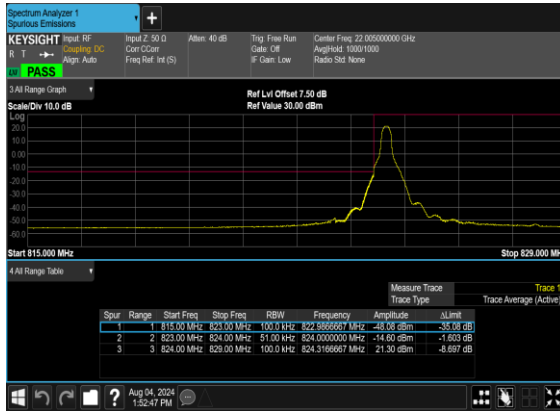 Spectrum Analyzer 1
Spurious Emissions
KEYSIGHT Input: RF Input Z: 50 Ω Atten: 40 dB Trig: Free Run Center Freq: 22.005000000 GHz
R T Coupling: DC Corr CCorr Gate: Off Avg|Hold: 1000/1000
Align: Auto Freq Ref: Int (S) IF Gain: Low Radio Std: None
LV PASS
3 All Range Graph
Ref Lvl Offset 7.50 dB
Scale/Div 10.0 dB Ref Value 30.00 dBm
Log
20.0
10.0
0.00
-10.0
-20.0
-30.0
-40.0
-50.0
-60.0
Start 815.000 MHz Stop 829.000 MH
4 All Range Table
Measure Trace Trace 1
Trace Type Trace Average (Active)
Spur Range Start Freq Stop Freq RBW Frequency Amplitude ΔLimit
1 1 815.00 MHz 823.00 MHz 100.0 kHz 822.9866667 MHz -48.08 dBm -35.08 dB
2 2 823.00 MHz 824.00 MHz 51.00 kHz 824.0000000 MHz -14.60 dBm -1.603 dB
3 3 824.00 MHz 829.00 MHz 100.0 kHz 824.3166667 MHz 21.30 dBm -8.697 dB
? Aug 04, 2024
1:52:47 PM